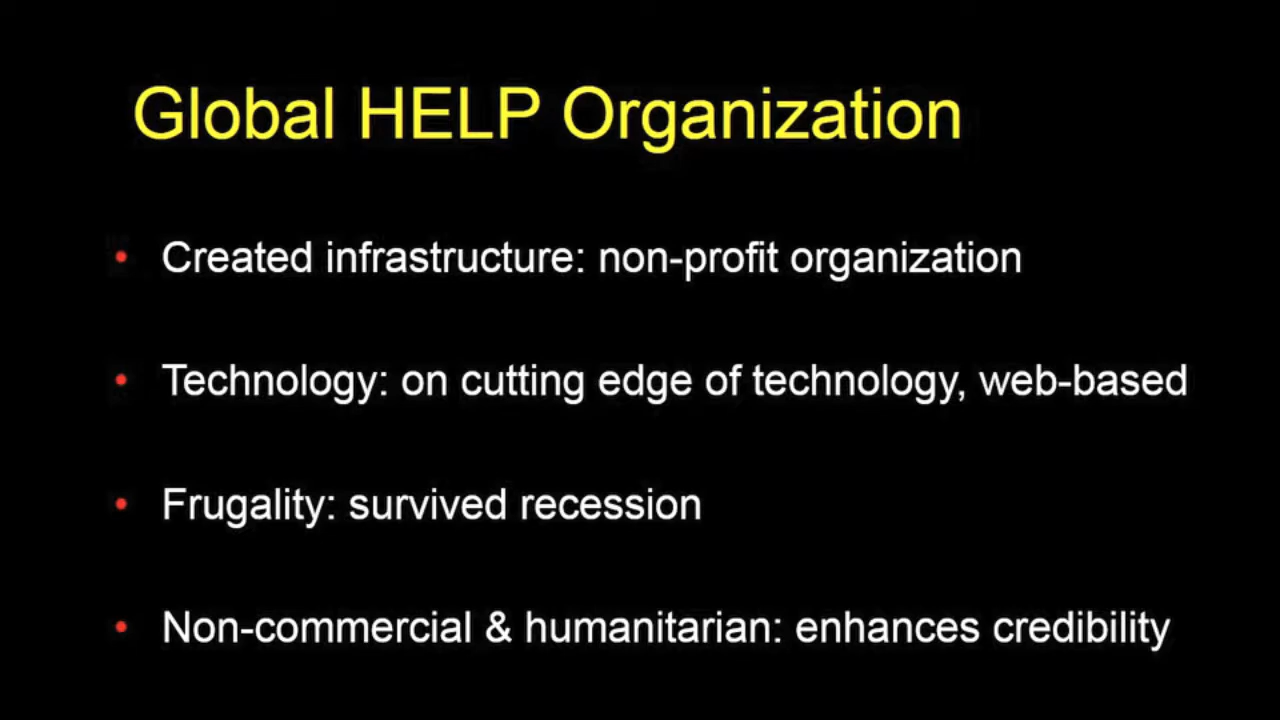 Global HELP Organization
• Created infrastructure: non-profit organization
• Technology: on cutting edge of technology, web-based
• Frugality: survived recession
• Non-commercial & humanitarian: enhances credibility